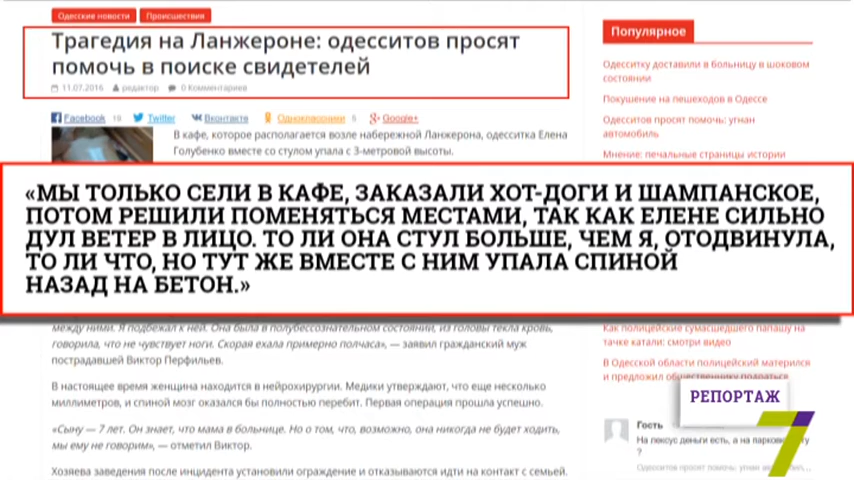 Одесские новости Происшествия
Трагедия на Ланжероне: одесситов просят
помочь в поиске свидетелей
11.07.2016 редактор 0 Комментариев
Facebook 19 Twitter Вконтакте Одноклассники 5 Google+
В кафе, которое располагается возле набережной Ланжерона, одесситка Елена
Голубенко вместе со стулом упала с 3-метровой высоты.
Популярное
Одесситку доставили в больницу в шоковом
состоянии
Покушение на пешеходов в Одессе
Одесситов просят помочь: угнан
автомобиль
Мнение: печальные страницы истории
«МЫ ТОЛЬКО СЕЛИ В КАФЕ, ЗАКАЗАЛИ ХОТ-ДОГИ И ШАМПАНСКОЕ,
ПОТОМ РЕШИЛИ ПОМЕНЯТЬСЯ МЕСТАМИ, ТАК КАК ЕЛЕНЕ СИЛЬНО
ДУЛ ВЕТЕР В ЛИЦО. ТО ЛИ ОНА СТУЛ БОЛЬШЕ, ЧЕМ Я, ОТОДВИНУЛА,
ТО ЛИ ЧТО, НО ТУТ ЖЕ ВМЕСТЕ С НИМ УПАЛА СПИНОЙ
НАЗАД НА БЕТОН.»
между ними. Я подбежал к ней. Она была в полубессознательном состоянии, из головы текла кровь,
говорила, что не чувствует ноги. Скорая ехала примерно полчаса», — заявил гражданский муж
пострадавшей Виктор Перфильев.
В настоящее время женщина находится в нейрохирургии. Медики утверждают, что еще несколько
миллиметров, и спиной мозг оказался бы полностью перебит. Первая операция прошла успешно.
«Сыну — 7 лет. Он знает, что мама в больнице. Но о том, что, возможно, она никогда не будет ходить,
мы ему не говорим», — отметил Виктор.
Хозяева заведения после инцидента установили ограждение и отказываются идти на контакт с семьей.
Как полицейские сумасшедшего папашу на
тачке катали: смотри видео
В Одесской области полицейский матерился
и предложил общественнику подраться
РЕПОРТАЖ
7
Гость
На лексус деньги есть, а на
?
Одесситов просят помочь: угнан